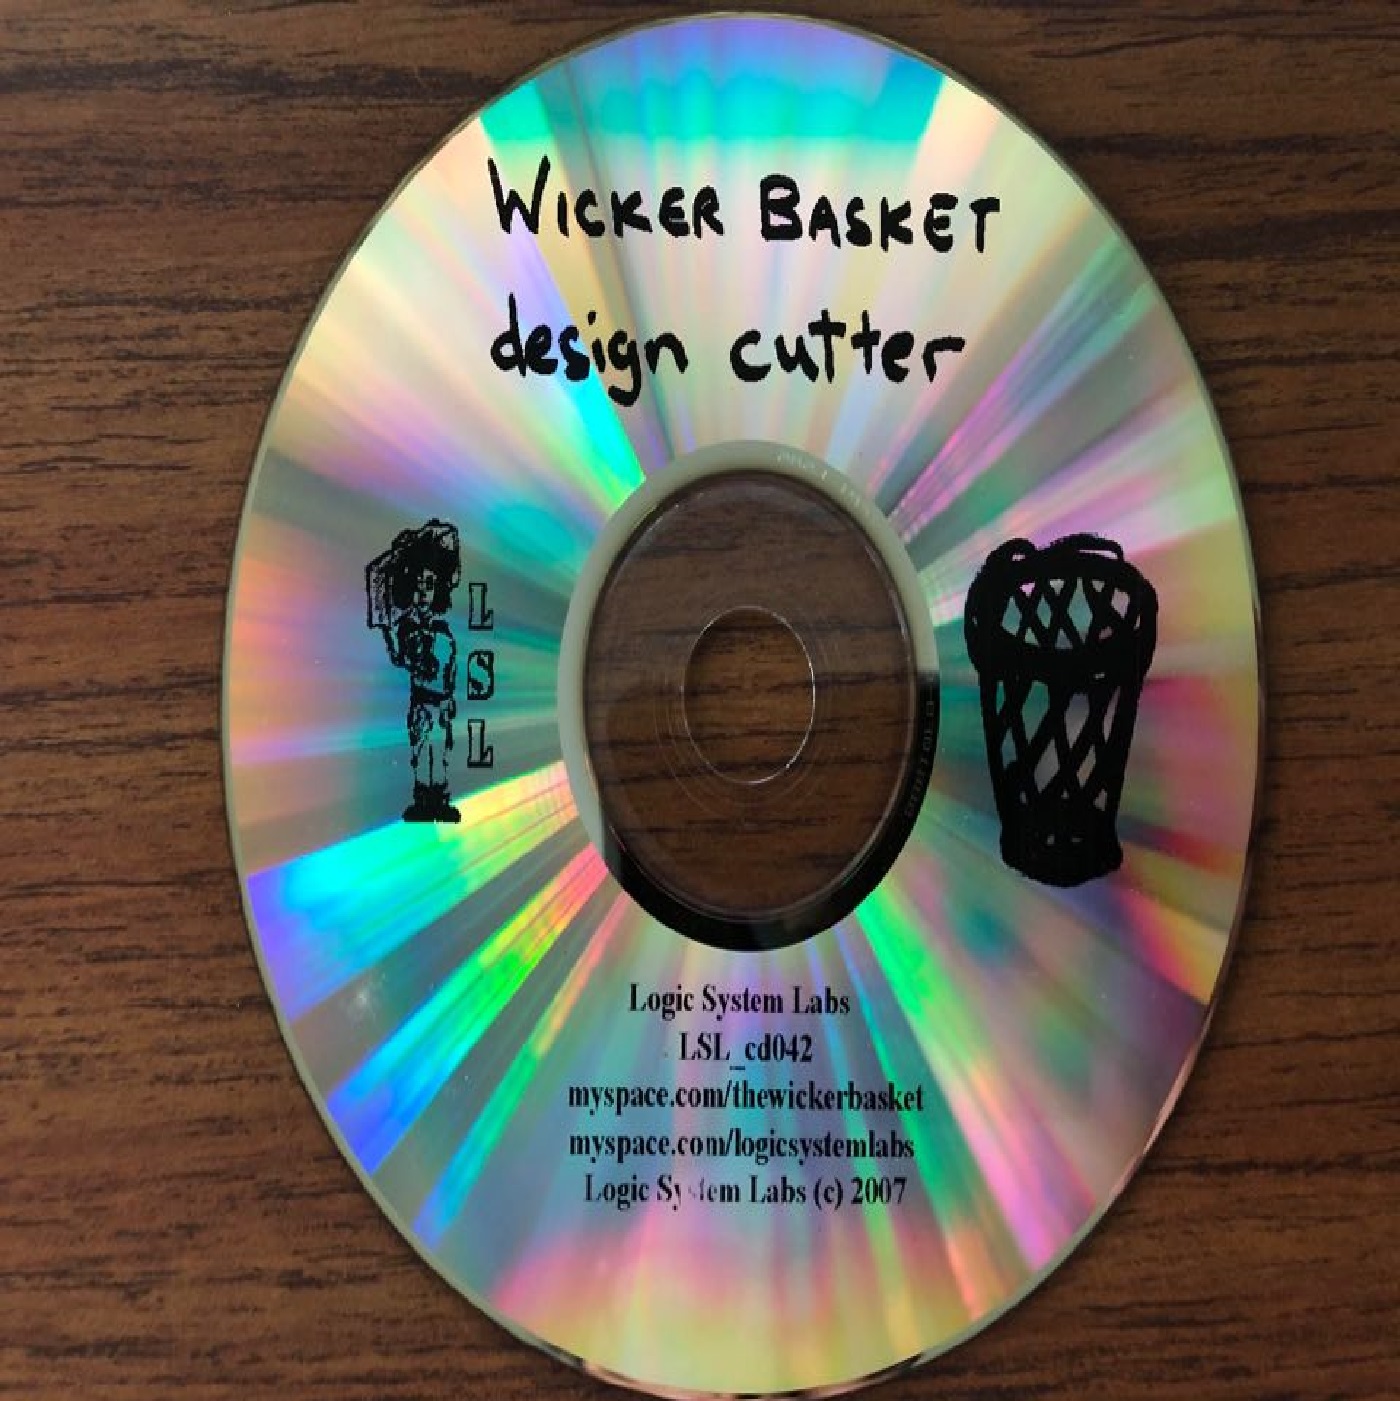 WICKER BASKET
design cutter
LSL
Logic System Labs
LSL_cd042
myspace.com/thewickerbasket
myspace.com/logicsystemlabs
Logic System Labs (c) 2007